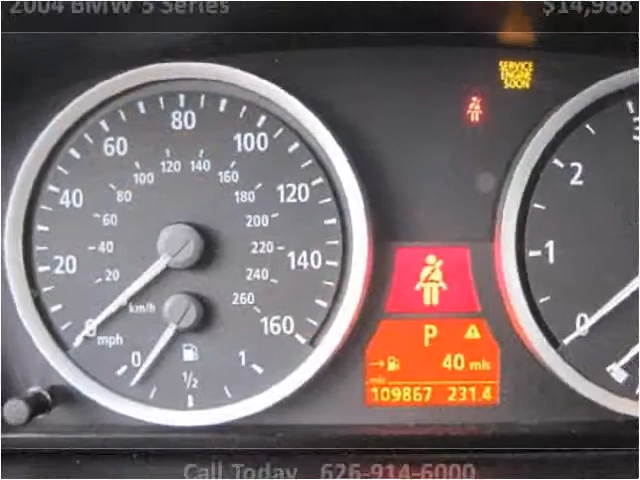 2004 BMW 5 Series $14,988
SERVICE
ENGINE
SOON
80
60 100
120 140
100 160
40 80 180 120
60 200
40 220
20 140
20 240
260
0 km/h 160
mph
0 1
1/2
3
2
1
0
P
40 mls
mls
109867 231.4
Call Today 626-914-6000